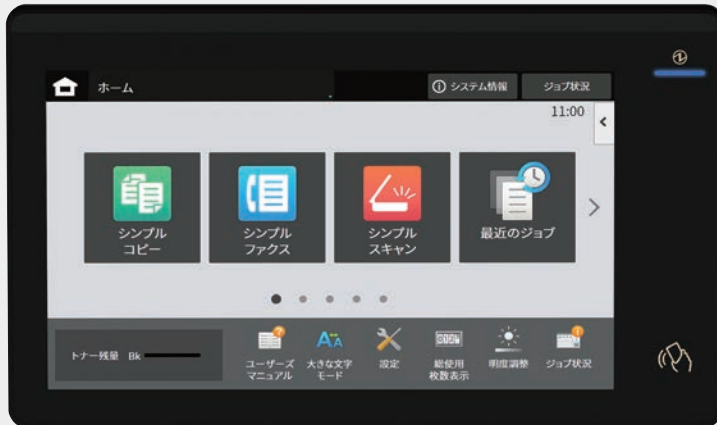 ホーム
システム情報
ジョブ状況
11:00
シンプル
コピー
シンプル
ファクス
シンプル
スキャン
最近のジョブ
トナー残量 Bk
ユーザーズ
マニュアル
大きな文字
モード
設定
総使用
枚数表示
明度調整
ジョブ状況